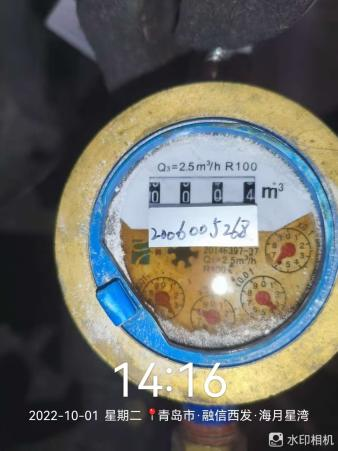 Q₃=2.5m³/h R100
0 0 0 4 m³
2006005268
14:16
2022-10-01 星期二 青岛市·融信西发·海月星湾
水印相机